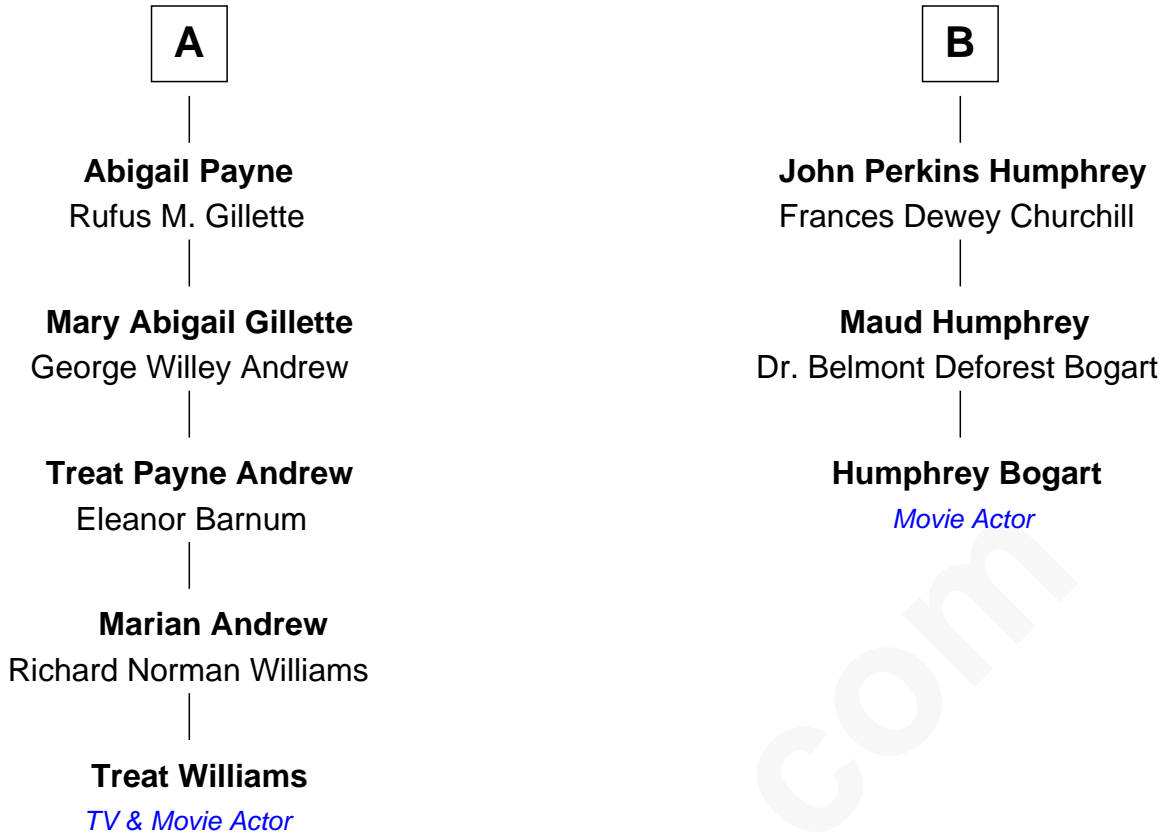 A
Abigail Payne
Rufus M. Gillette
Mary Abigail Gillette
George Willey Andrew
Treat Payne Andrew
Eleanor Barnum
Marian Andrew
Richard Norman Williams
Treat Williams
TV & Movie Actor
B
John Perkins Humphrey
Frances Dewey Churchill
Maud Humphrey
Dr. Belmont Deforest Bogart
Humphrey Bogart
Movie Actor
com